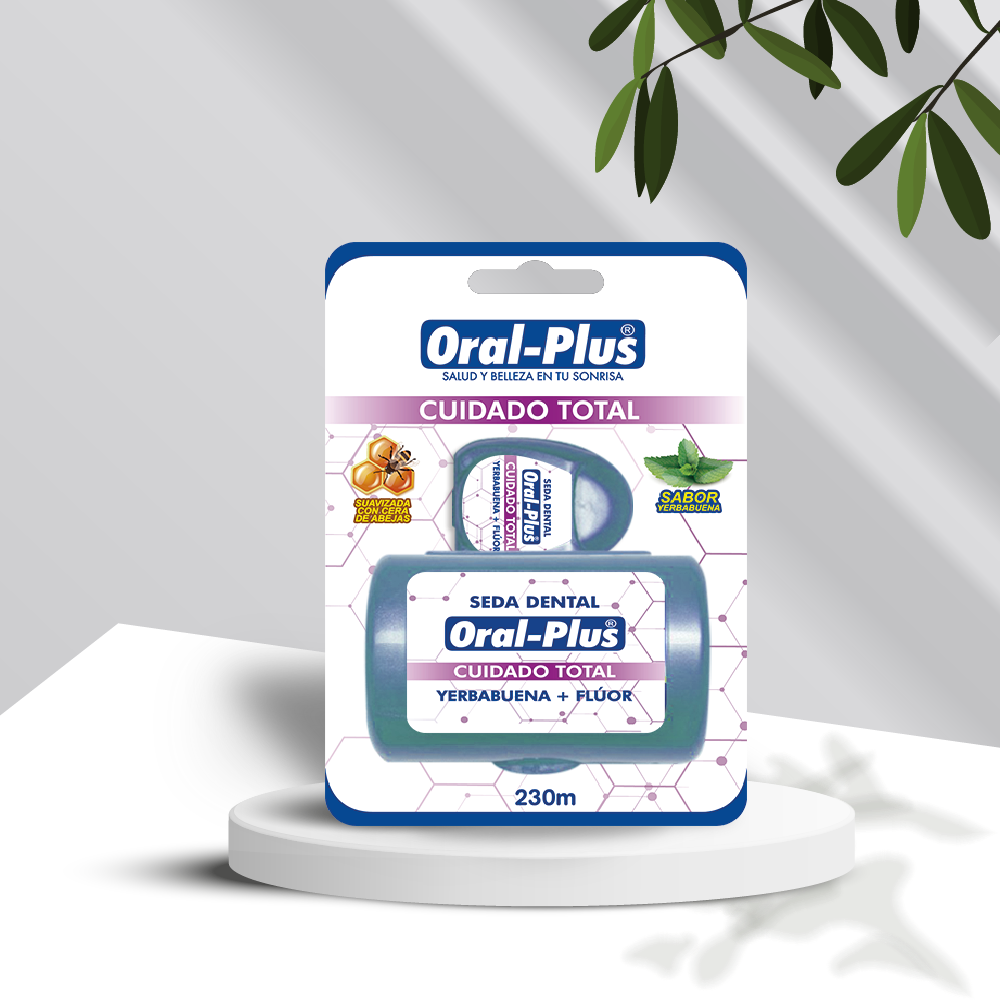 Oral-Plus®
SALUD Y BELLEZA EN TU SONRISA
CUIDADO TOTAL
SUAVIZADA
CON CERA
DE ABEJAS
SABOR
YERBABUENA
SEDA DENTAL
Oral-Plus®
CUIDADO TOTAL
YERBABUENA + FLÚOR
SEDA DENTAL
Oral-Plus®
CUIDADO TOTAL
YERBABUENA + FLÚOR
230m